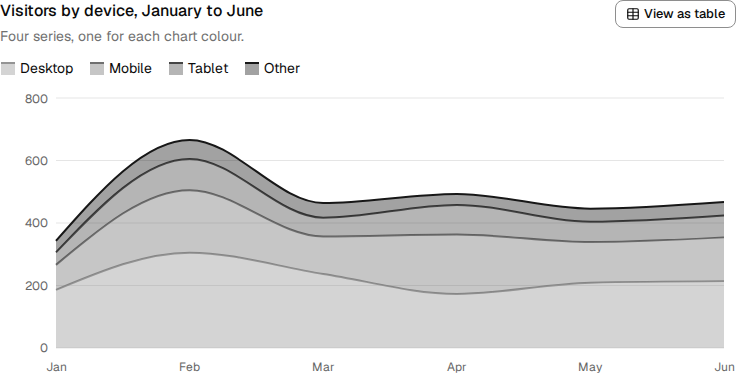 Visitors by device, January to June
View as table
Four series, one for each chart colour.
Desktop Mobile Tablet Other
800
600
400
200
0
Jan Feb Mar Apr May Jun